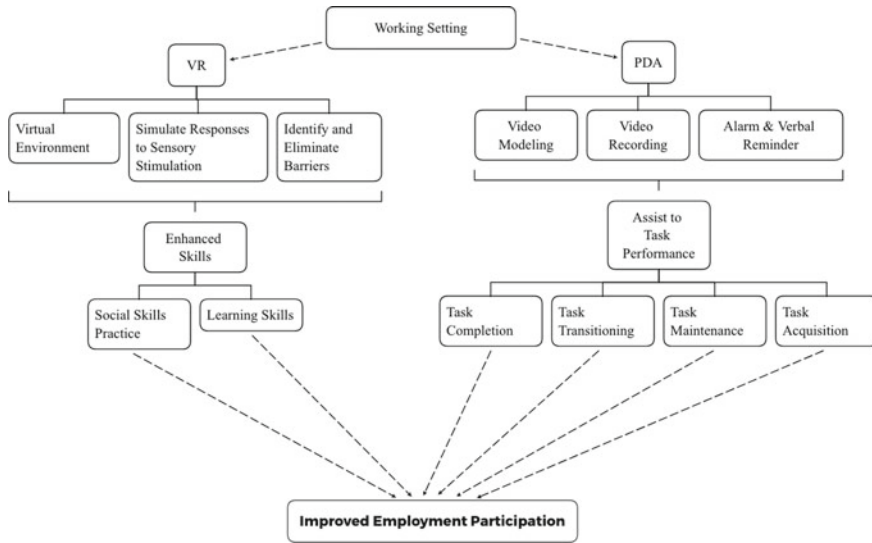 Working Setting
VR
PDA
Virtual
Environment
Simulate Responses
to Sensory
Stimulation
Identify and
Eliminate
Barriers
Video
Modeling
Video
Recording
Alarm & Verbal
Reminder
Enhanced
Skills
Assist to
Task
Performance
Social Skills
Practice
Learning Skills
Task
Completion
Task
Transitioning
Task
Maintenance
Task
Acquisition
Improved Employment Participation